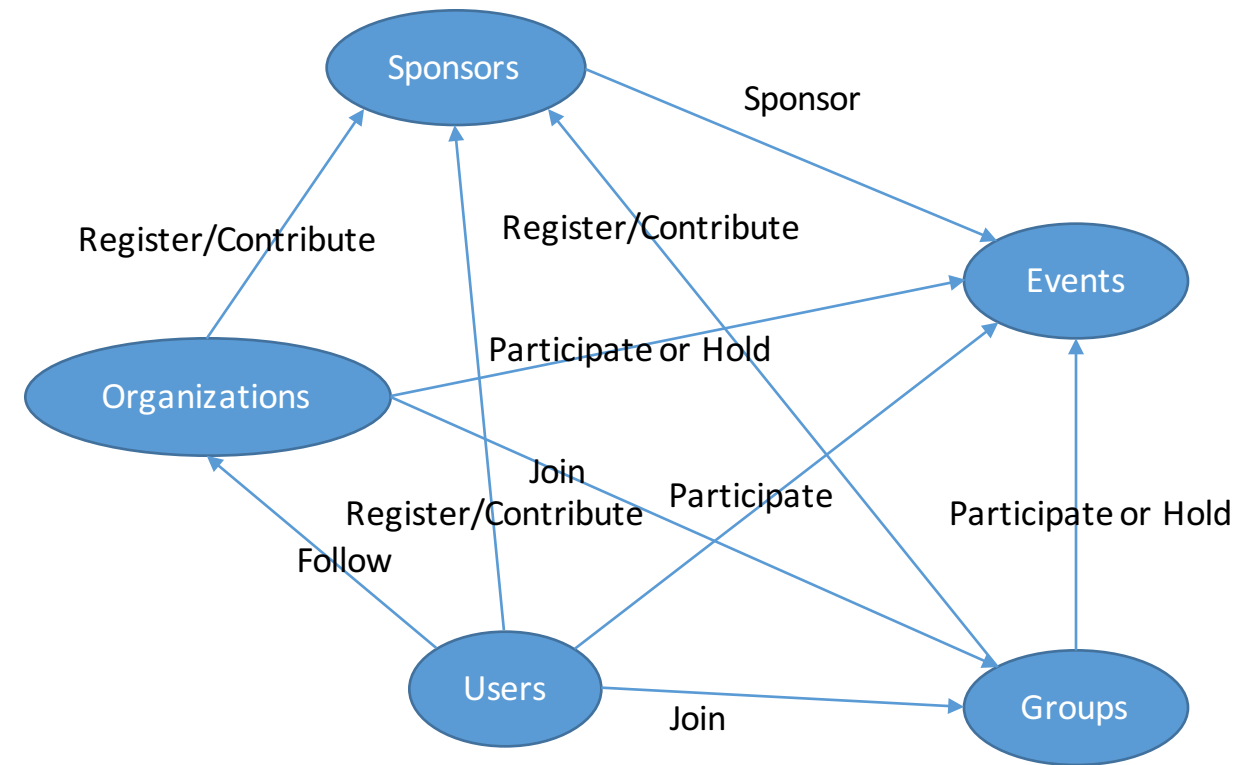 Sponsors
Sponsor
Register/Contribute
Register/Contribute
Events
Participate or Hold
Organizations
Join
Participate
Register/Contribute
Participate or Hold
Follow
Users
Groups
Join